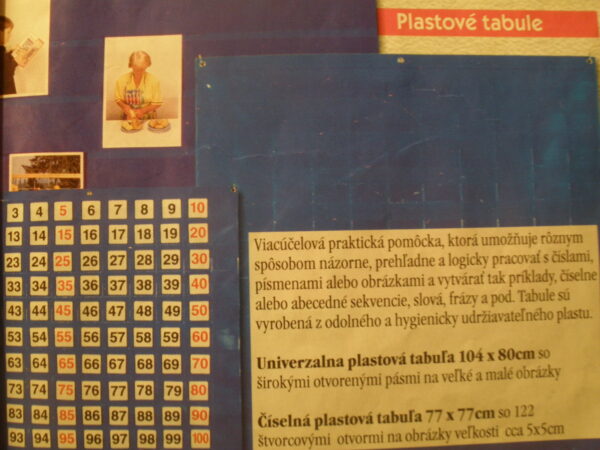 Plastové tabule
3 4 5 6 7 8 9 10
13 14 15 16 17 18 19 20
23 24 25 26 27 28 29 30
33 34 35 36 37 38 39 40
43 44 45 46 47 48 49 50
53 54 55 56 57 58 59 60
63 64 65 66 67 68 69 70
73 74 75 76 77 78 79 80
83 84 85 86 87 88 89 90
93 94 95 96 97 98 99 100
Viacúčelová praktická pomôcka, ktorá umožňuje rôznym
spôsobom názorne, prehľadne a logicky pracovať s číslami,
písmenami alebo obrázkami a vytvárať tak príklady, číselne
alebo abecedné sekvencie, slová, frázy a pod. Tabule sú
vyrobená z odolného a hygienicky udržiavateľného plastu.
Univerzalna plastová tabuľa 104 x 80cm so
širokými otvorenými pásmi na veľké a malé obrázky
Číselná plastová tabuľa 77 x 77cm so 122
štvorcovými otvormi na obrázky veľkosti cca 5x5cm